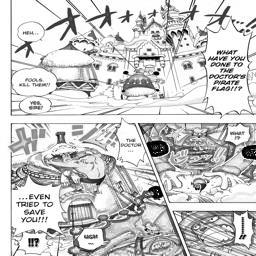 WHAT
HAVE YOU
DONE TO
THE
DOCTOR'S
PIRATE
FLAG!!?
HEH...
FOOLS.
KILL THEM!!
YES,
SIRE!
WHAT
!?
THE
DOCTOR...
...EVEN
TRIED TO
SAVE
YOU!!!
UGH
!!?